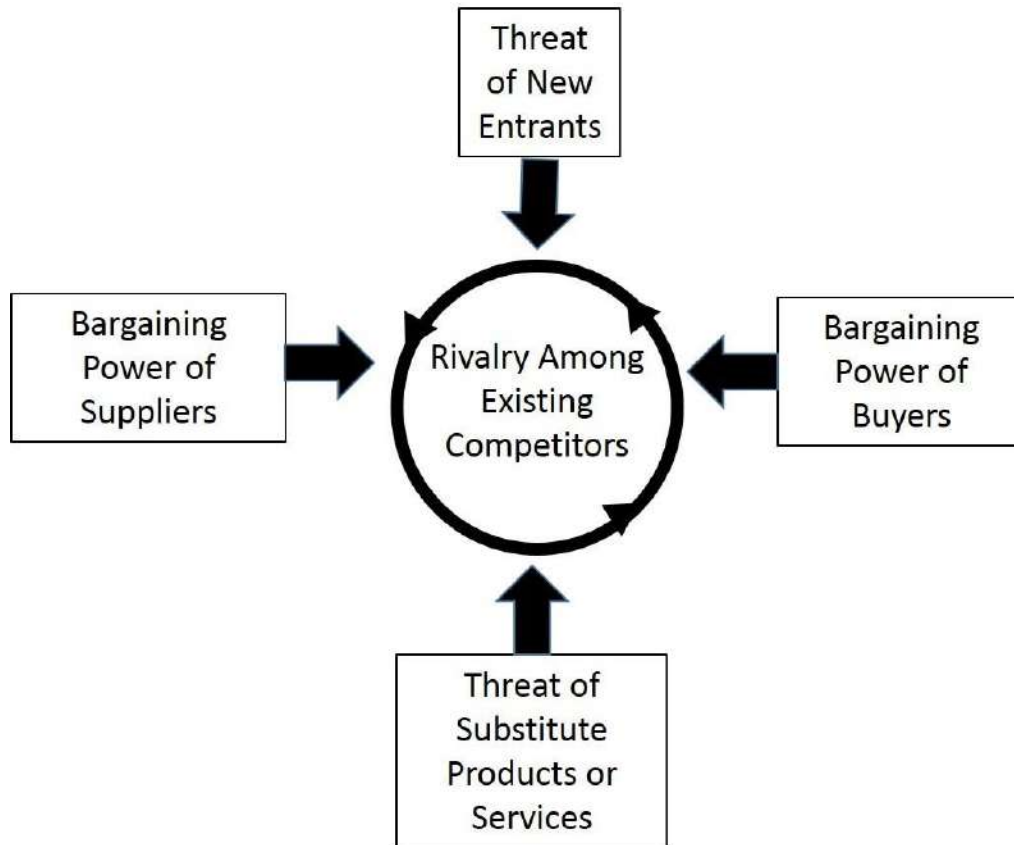 Threat
of New
Entrants
Bargaining
Power of
Suppliers
Rivalry Among
Existing
Competitors
Bargaining
Power of
Buyers
Threat of
Substitute
Products or
Services